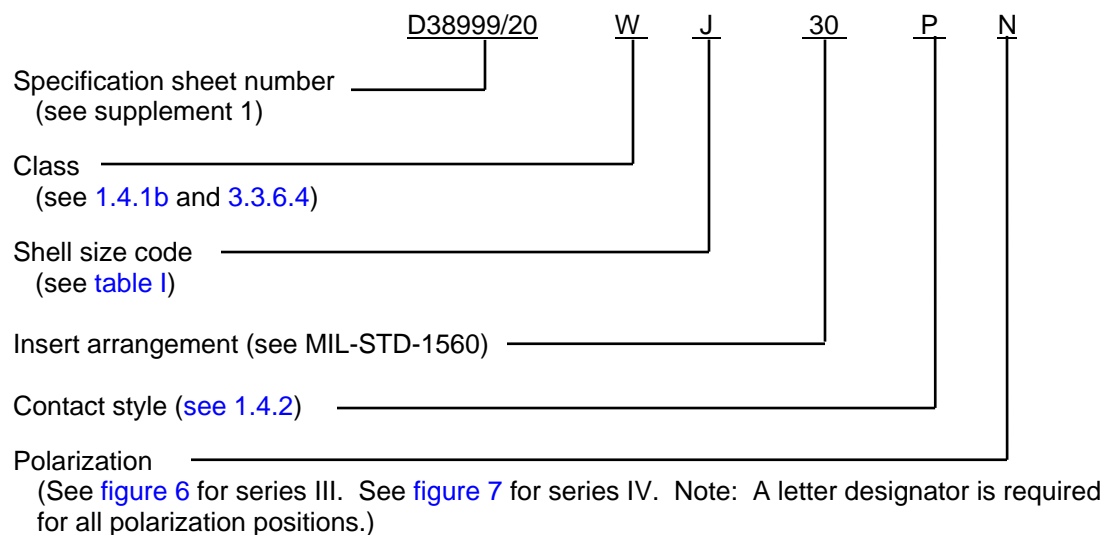 D38999/20 W J 30 P N
Specification sheet number
(see supplement 1)
Class
(see 1.4.1b and 3.3.6.4)
Shell size code
(see table I)
Insert arrangement (see MIL-STD-1560)
Contact style (see 1.4.2)
Polarization
(See figure 6 for series III. See figure 7 for series IV. Note: A letter designator is required
for all polarization positions.)